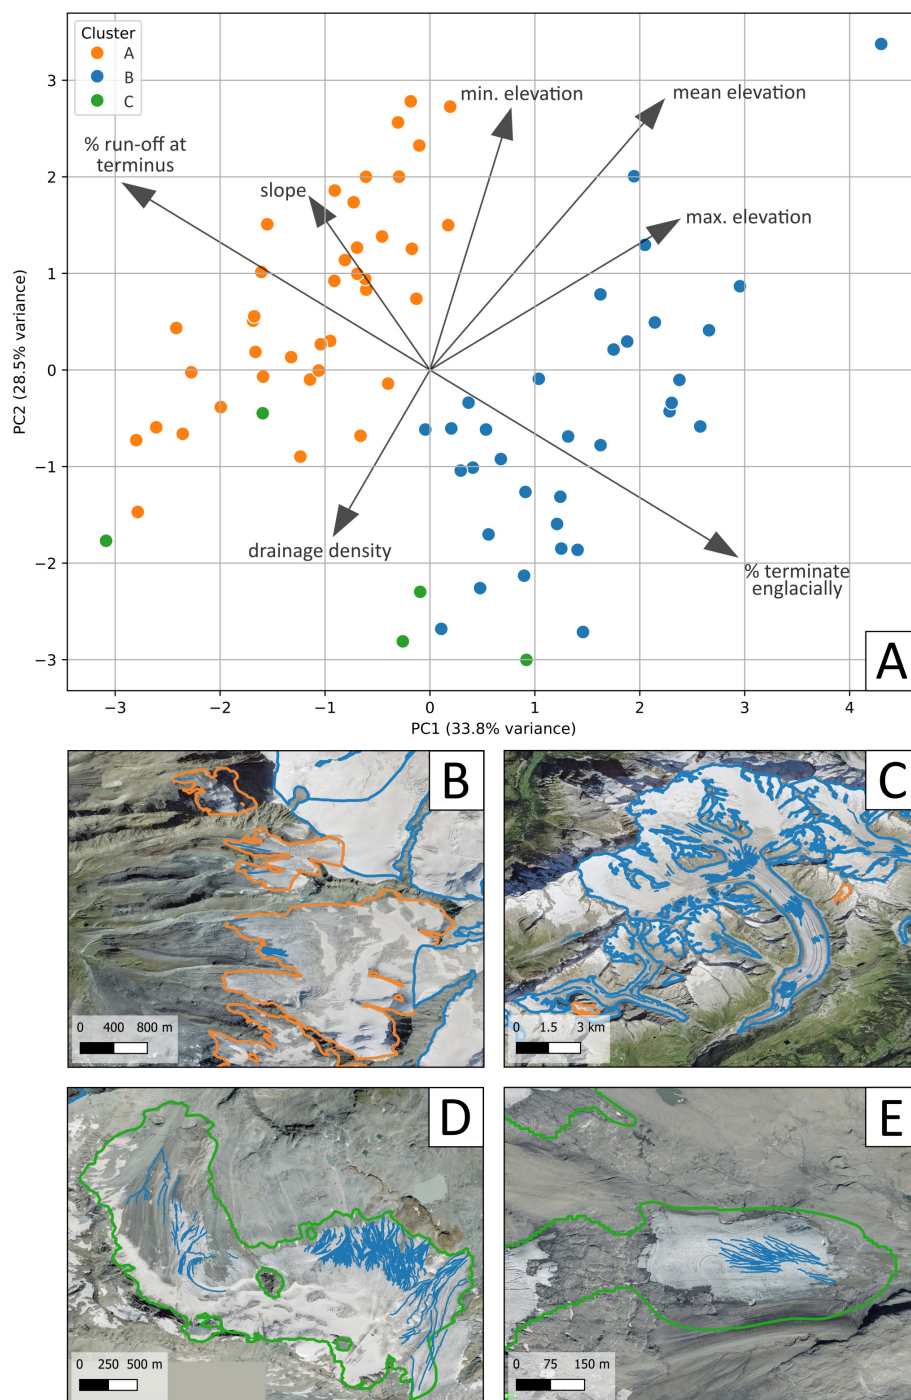 Cluster
A
B
C
min. elevation
mean elevation
% run-off at
terminus
slope
max. elevation
drainage density
% terminate
englacially
A
3
2
1
0
−1
−2
−3
PC2 (28.5% variance)
−3
−2
−1
0
1
2
3
4
PC1 (33.8% variance)
B
0 400 800 m
C
0 1.5 3 km
D
0 250 500 m
E
0 75 150 m